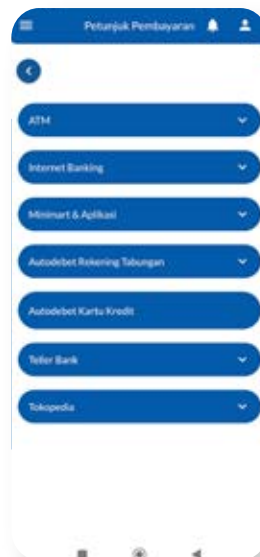 Petunjuk Pembayaran
ATM
Internet Banking
Minimart & Aplikasi
Autodebet Rekening Tabungan
Autodebet Kartu Kredit
Teller Bank
Tokopedia